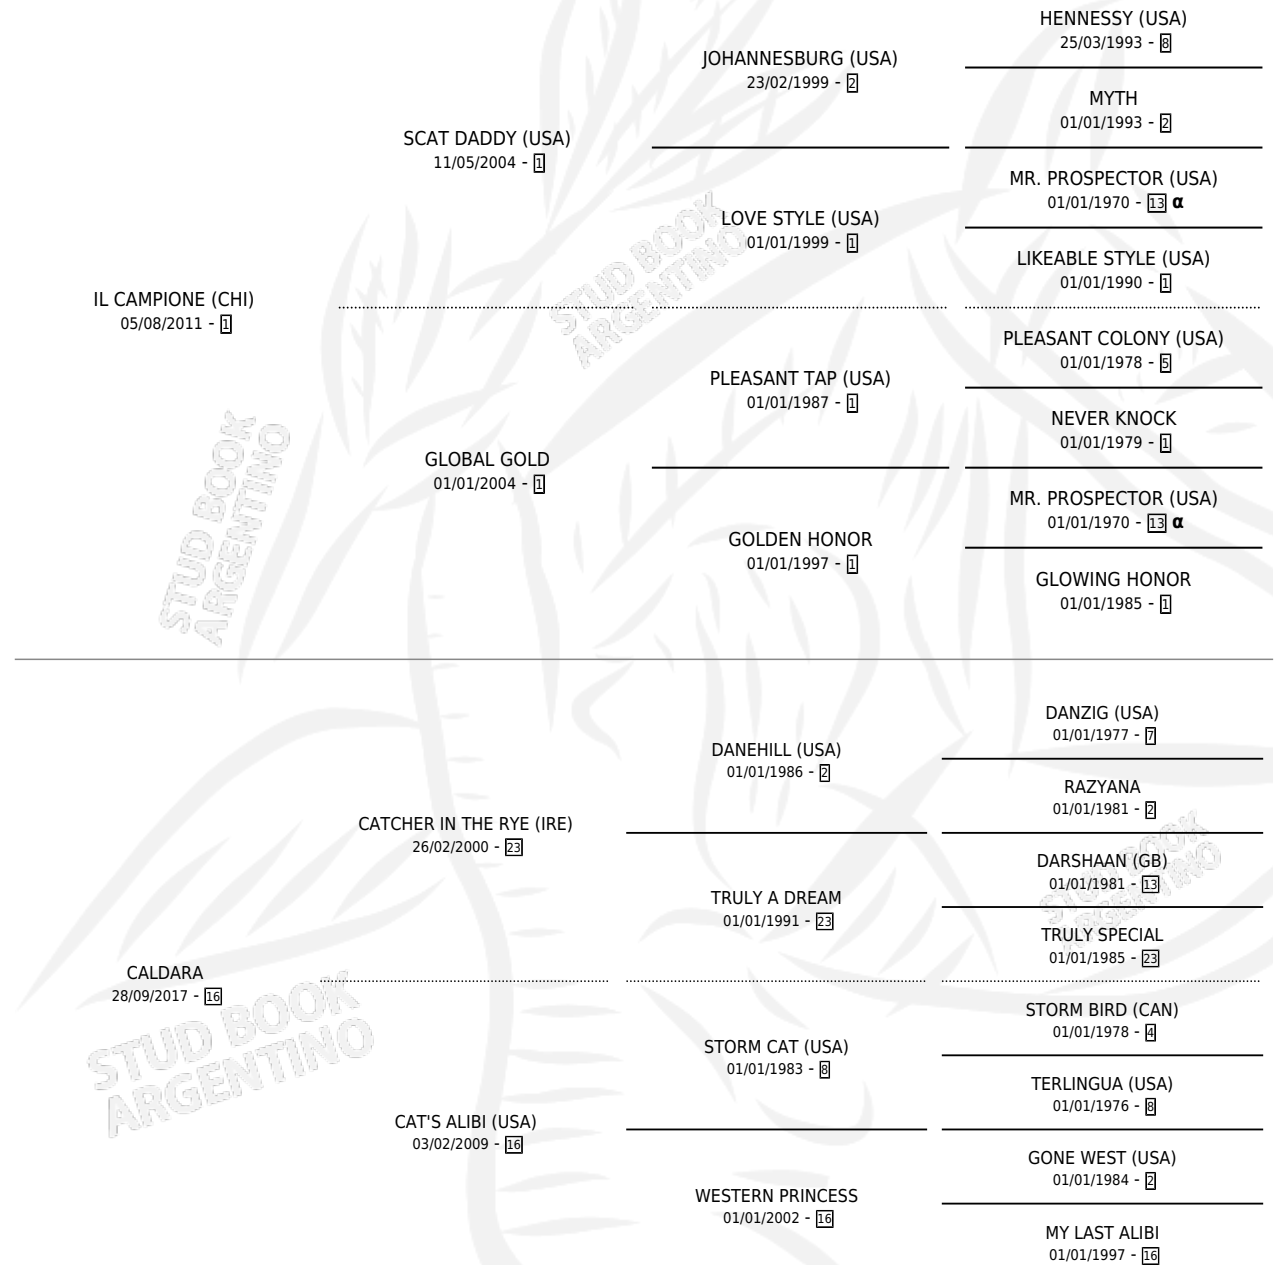 HENNESSY (USA)
25/03/1993 - 8
JOHANNESBURG (USA)
23/02/1999 - 2
MYTH
01/01/1993 - 2
SCAT DADDY (USA)
11/05/2004 - 1
MR. PROSPECTOR (USA)
01/01/1970 - 13 α
LOVE STYLE (USA)
01/01/1999 - 1
LIKEABLE STYLE (USA)
01/01/1990 - 1
IL CAMPIONE (CHI)
05/08/2011 - 1
PLEASANT COLONY (USA)
01/01/1978 - 5
PLEASANT TAP (USA)
01/01/1987 - 1
NEVER KNOCK
01/01/1979 - 1
GLOBAL GOLD
01/01/2004 - 1
MR. PROSPECTOR (USA)
01/01/1970 - 13 α
GOLDEN HONOR
01/01/1997 - 1
GLOWING HONOR
01/01/1985 - 1
DANZIG (USA)
01/01/1977 - 7
DANEHILL (USA)
01/01/1986 - 2
RAZYANA
01/01/1981 - 2
CATCHER IN THE RYE (IRE)
26/02/2000 - 23
DARSHAAN (GB)
01/01/1981 - 13
TRULY A DREAM
01/01/1991 - 23
TRULY SPECIAL
01/01/1985 - 23
CALDARA
28/09/2017 - 16
STORM BIRD (CAN)
01/01/1978 - 4
STORM CAT (USA)
01/01/1983 - 8
TERLINGUA (USA)
01/01/1976 - 8
CAT'S ALIBI (USA)
03/02/2009 - 16
GONE WEST (USA)
01/01/1984 - 2
WESTERN PRINCESS
01/01/2002 - 16
MY LAST ALIBI
01/01/1997 - 16
STUD BOOK
ARGENTINO
STUD BOOK
ARGENTINO
STUD BOOK
ARGENTINO
STUD BOOK
ARGENTINO